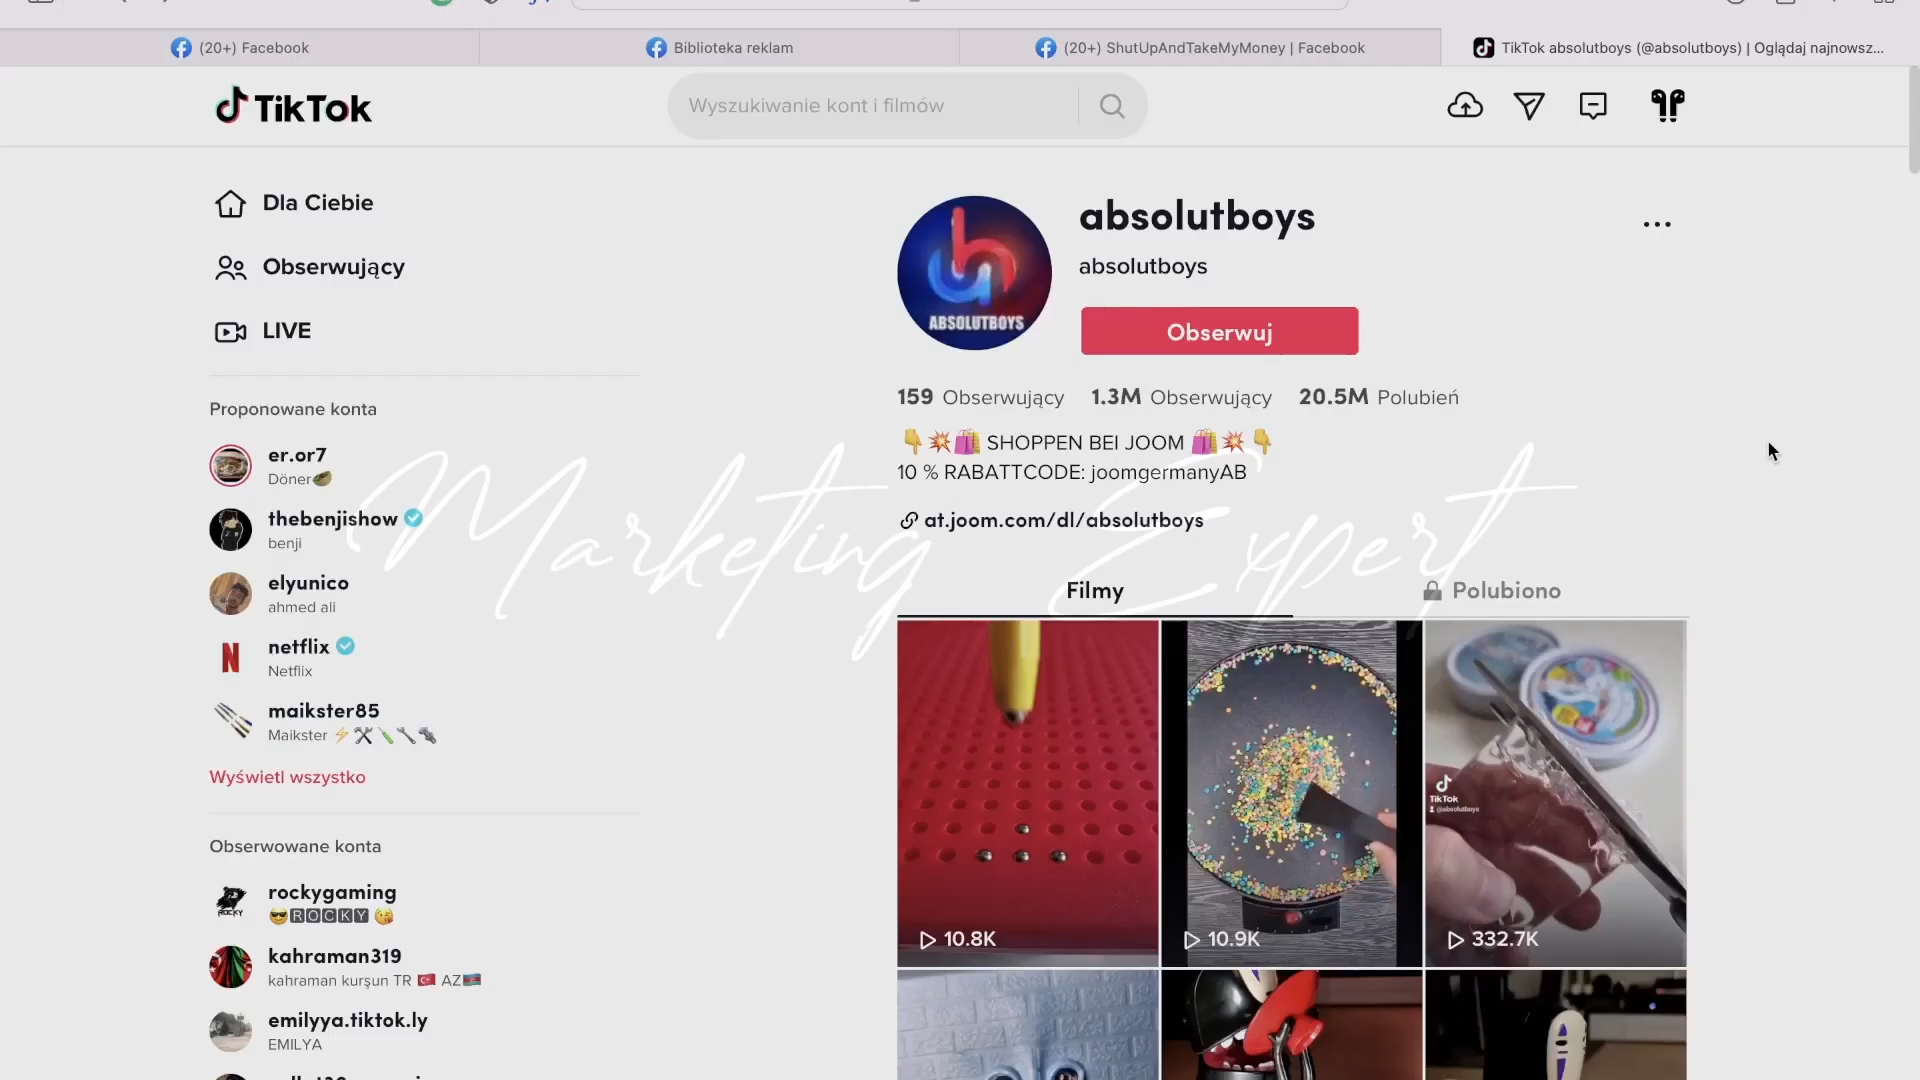 (20+) Facebook
Biblioteka reklam
(20+) ShutUpAndTakeMyMoney | Facebook
TikTok absolutboys (@absolutboys) | Oglądaj najnowsz...
TikTok
Wyszukiwanie kont i filmów
Dla Ciebie
Obserwujący
LIVE
Proponowane konta
er.or7
Döner🥙
thebenjishow
benji
elyunico
ahmed ali
netflix
Netflix
maikster85
Maikster ⚡🛠🪛🔧🔩
Wyświetl wszystko
Obserwowane konta
rockygaming
😎🆁🅾🅲🅺🆈 😘
kahraman319
kahraman kurşun TR 🇹🇷 AZ🇦🇿
emilyya.tiktok.ly
EMILYA
ABSOLUTBOYS
absolutboys
absolutboys
Obserwuj
159 Obserwujący 1.3M Obserwujący 20.5M Polubień
👇💥🛍 SHOPPEN BEI JOOM 🛍💥👇
10 % RABATTCODE: joomgermanyAB
at.joom.com/dl/absolutboys
Marketing Expert
Filmy
Polubiono
TikTok
@absolutboys
10.8K
10.9K
332.7K